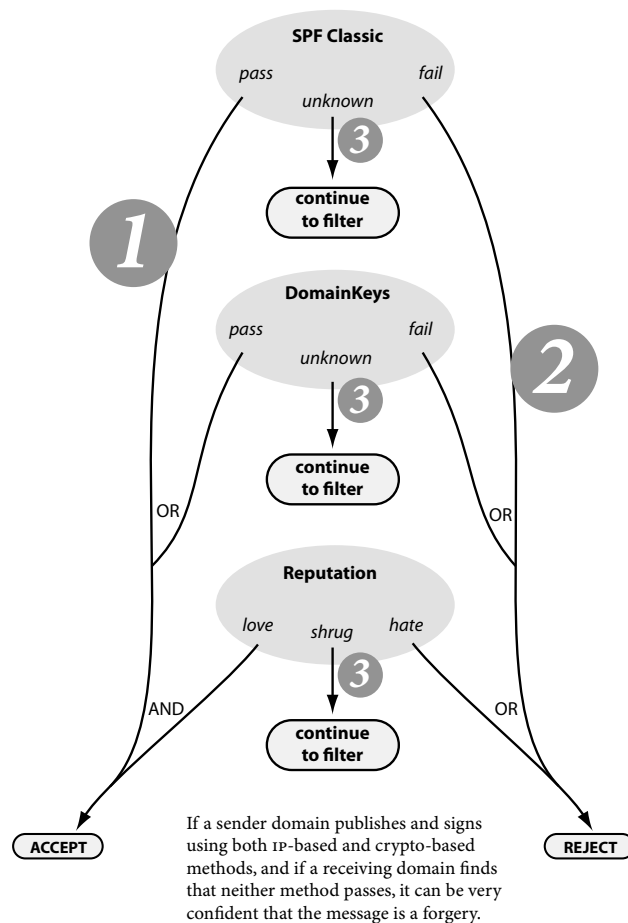 SPF Classic
pass
fail
unknown
3
continue
to filter
1
DomainKeys
pass
fail
unknown
2
3
continue
to filter
OR
OR
Reputation
love
shrug
hate
3
AND
OR
continue
to filter
ACCEPT
REJECT
If a sender domain publishes and signs
using both IP-based and crypto-based
methods, and if a receiving domain finds
that neither method passes, it can be very
confident that the message is a forgery.